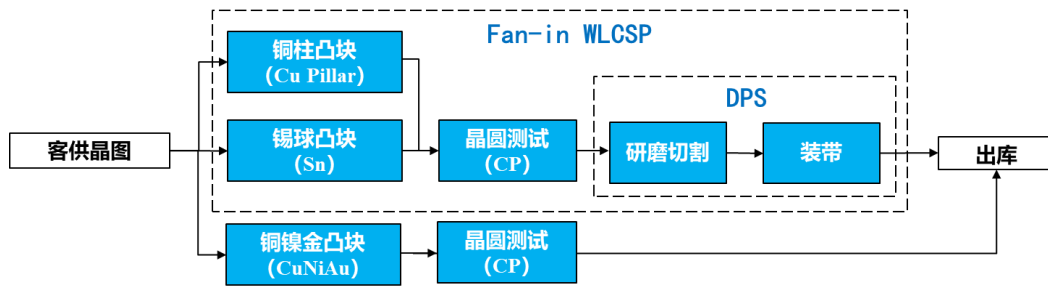 Fan-in WLCSP
铜柱凸块
（Cu Pillar）
DPS
客供晶图
锡球凸块
（Sn）
晶圆测试
（CP）
研磨切割
装带
出库
铜镍金凸块
（CuNiAu）
晶圆测试
（CP）